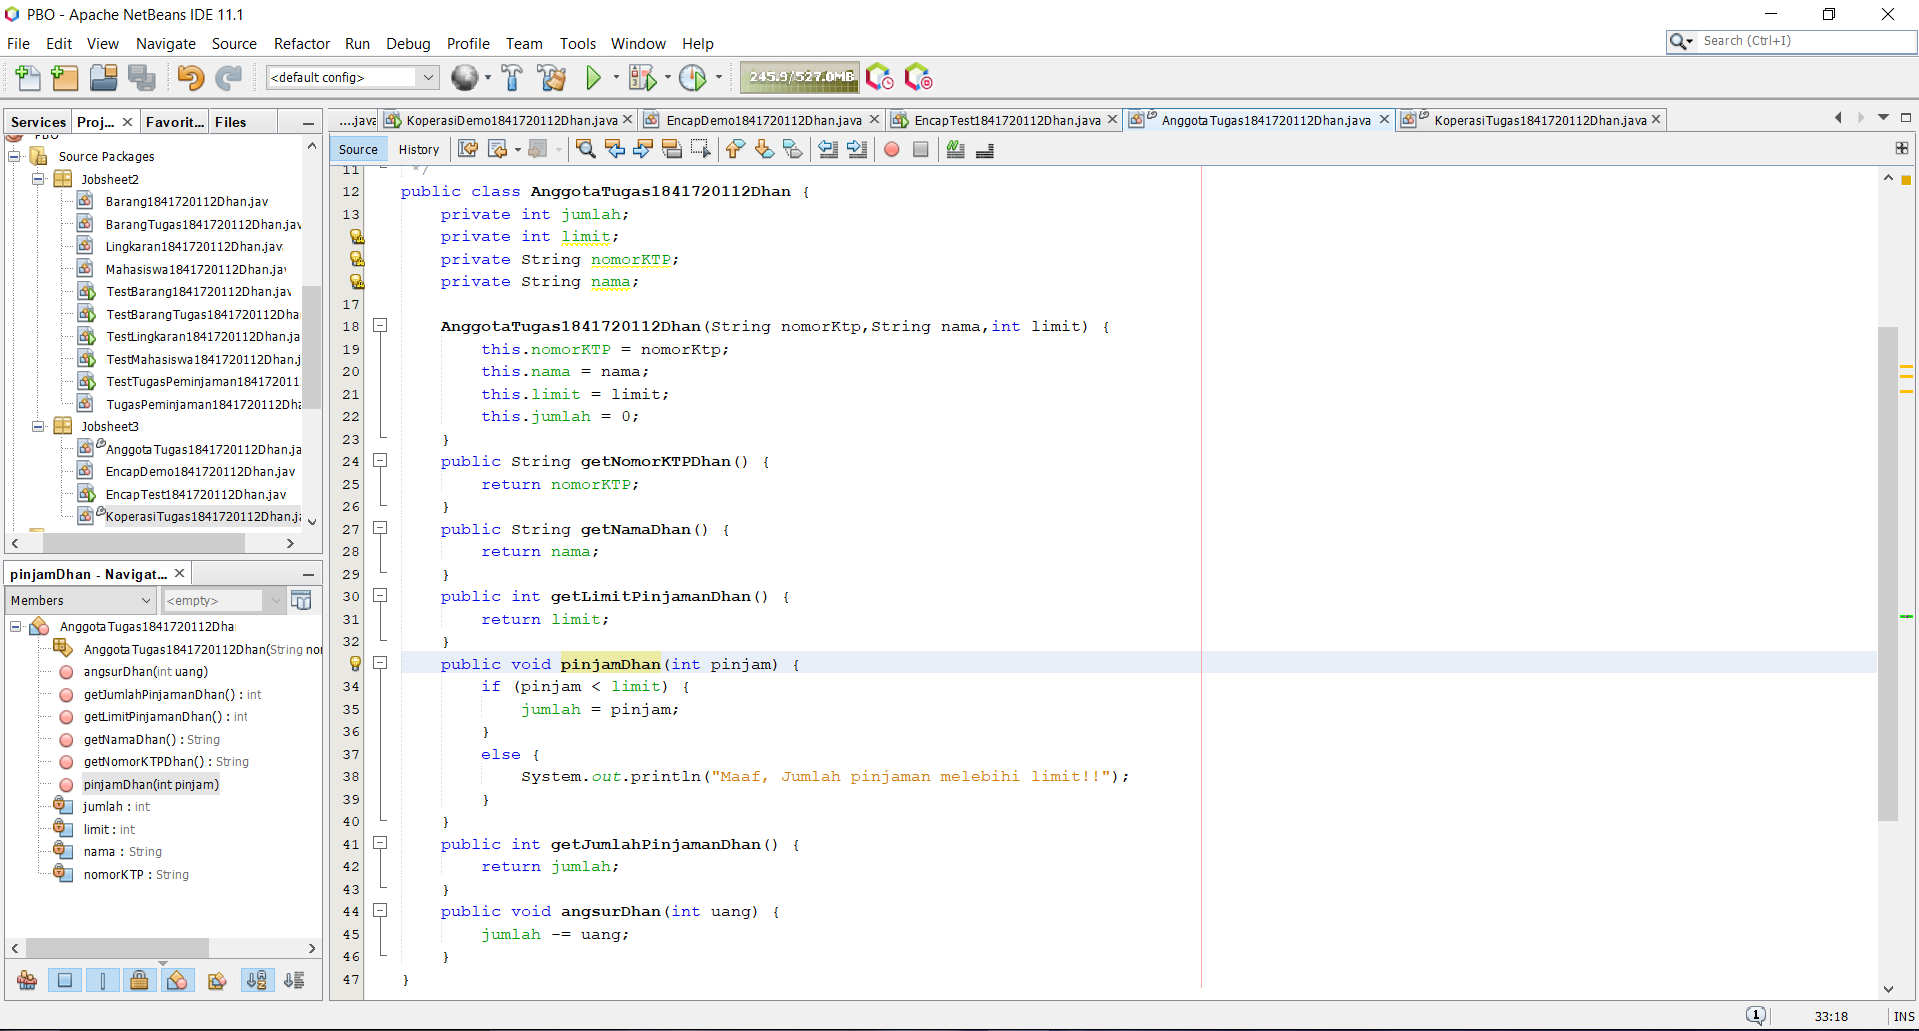 PBO - Apache NetBeans IDE 11.1
File Edit View Navigate Source Refactor Run Debug Profile Team Tools Window Help
Search (Ctrl+I)
<default config>
245.9/527.0MB
Services Proj... Favorit... Files
....java KoperasiDemo1841720112Dhan.java EncapDemo1841720112Dhan.java EncapTest1841720112Dhan.java AnggotaTugas1841720112Dhan.java KoperasiTugas1841720112Dhan.java
Source History
PBO
Source Packages
Jobsheet2
Barang1841720112Dhan.jav
BarangTugas1841720112Dhan.jav
Lingkaran1841720112Dhan.jav
Mahasiswa1841720112Dhan.jav
TestBarang1841720112Dhan.jav
TestBarangTugas1841720112Dha
TestLingkaran1841720112Dhan.ja
TestMahasiswa1841720112Dhan.j
TestTugasPeminjaman184172011
TugasPeminjaman1841720112Dha
Jobsheet3
AnggotaTugas1841720112Dhan.ja
EncapDemo1841720112Dhan.jav
EncapTest1841720112Dhan.jav
KoperasiTugas1841720112Dhan.ja
pinjamDhan - Navigat...
Members <empty>
AnggotaTugas1841720112Dha
AnggotaTugas1841720112Dhan(String nor
angsurDhan(int uang)
getJumlahPinjamanDhan() : int
getLimitPinjamanDhan() : int
getNamaDhan() : String
getNomorKTPDhan() : String
pinjamDhan(int pinjam)
jumlah : int
limit : int
nama : String
nomorKTP : String
11 */
12 public class AnggotaTugas1841720112Dhan {
13 private int jumlah;
private int limit;
private String nomorKTP;
private String nama;
17
18 AnggotaTugas1841720112Dhan(String nomorKtp,String nama,int limit) {
19 this.nomorKTP = nomorKtp;
20 this.nama = nama;
21 this.limit = limit;
22 this.jumlah = 0;
23 }
24 public String getNomorKTPDhan() {
25 return nomorKTP;
26 }
27 public String getNamaDhan() {
28 return nama;
29 }
30 public int getLimitPinjamanDhan() {
31 return limit;
32 }
public void pinjamDhan(int pinjam) {
34 if (pinjam < limit) {
35 jumlah = pinjam;
36 }
37 else {
38 System.out.println("Maaf, Jumlah pinjaman melebihi limit!!");
39 }
40 }
41 public int getJumlahPinjamanDhan() {
42 return jumlah;
43 }
44 public void angsurDhan(int uang) {
45 jumlah -= uang;
46 }
47 }
1 33:18 INS